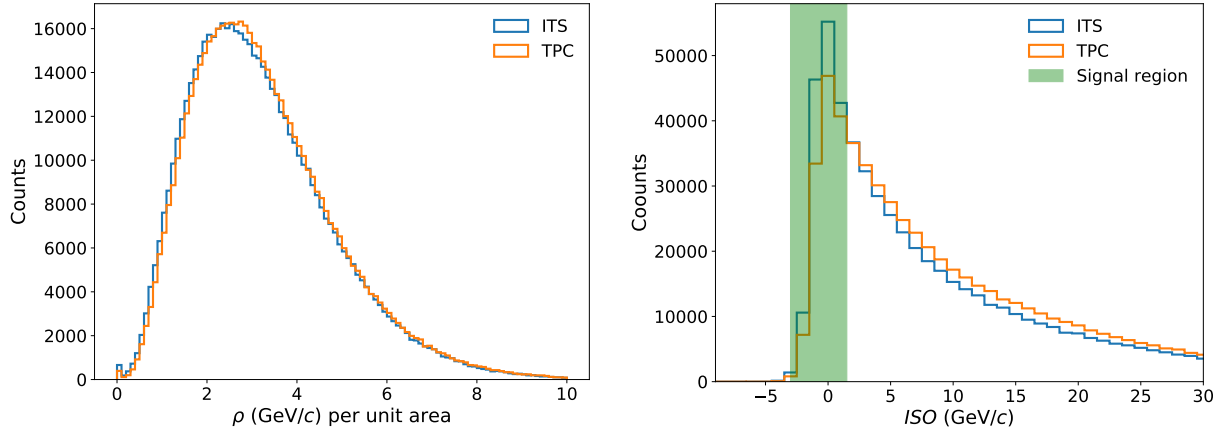 16000
14000
12000
10000
8000
6000
4000
2000
0
Counts
0 2 4 6 8 10
ρ (GeV/c) per unit area
ITS
TPC
50000
40000
30000
20000
10000
0
Coounts
−5 0 5 10 15 20 25 30
ISO (GeV/c)
ITS
TPC
Signal region